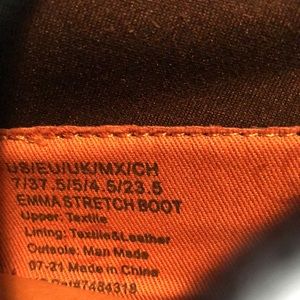 US/EU/UK/MX/CH
7/37.5/5/4.5/23.5
EMMA STRETCH BOOT
Upper: Textile
Lining: Textile&Leather
Outsole: Man Made
07-21 Made in China
#7484318